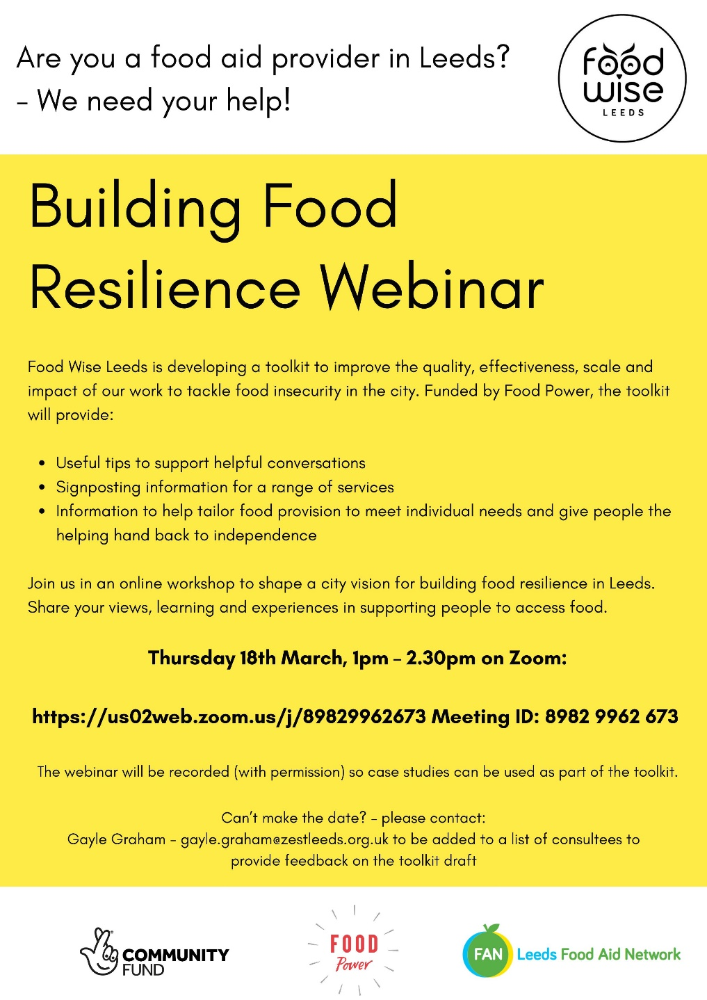 Are you a food aid provider in Leeds?
– We need your help!
food
wise
LEEDS
Building Food
Resilience Webinar
Food Wise Leeds is developing a toolkit to improve the quality, effectiveness, scale and
impact of our work to tackle food insecurity in the city. Funded by Food Power, the toolkit
will provide:
• Useful tips to support helpful conversations
• Signposting information for a range of services
• Information to help tailor food provision to meet individual needs and give people the
helping hand back to independence
Join us in an online workshop to shape a city vision for building food resilience in Leeds.
Share your views, learning and experiences in supporting people to access food.
Thursday 18th March, 1pm – 2.30pm on Zoom:
https://us02web.zoom.us/j/89829962673 Meeting ID: 8982 9962 673
The webinar will be recorded (with permission) so case studies can be used as part of the toolkit.
Can't make the date? – please contact:
Gayle Graham – gayle.graham@zestleeds.org.uk to be added to a list of consultees to
provide feedback on the toolkit draft
COMMUNITY
FUND
FOOD
Power
FAN Leeds Food Aid Network